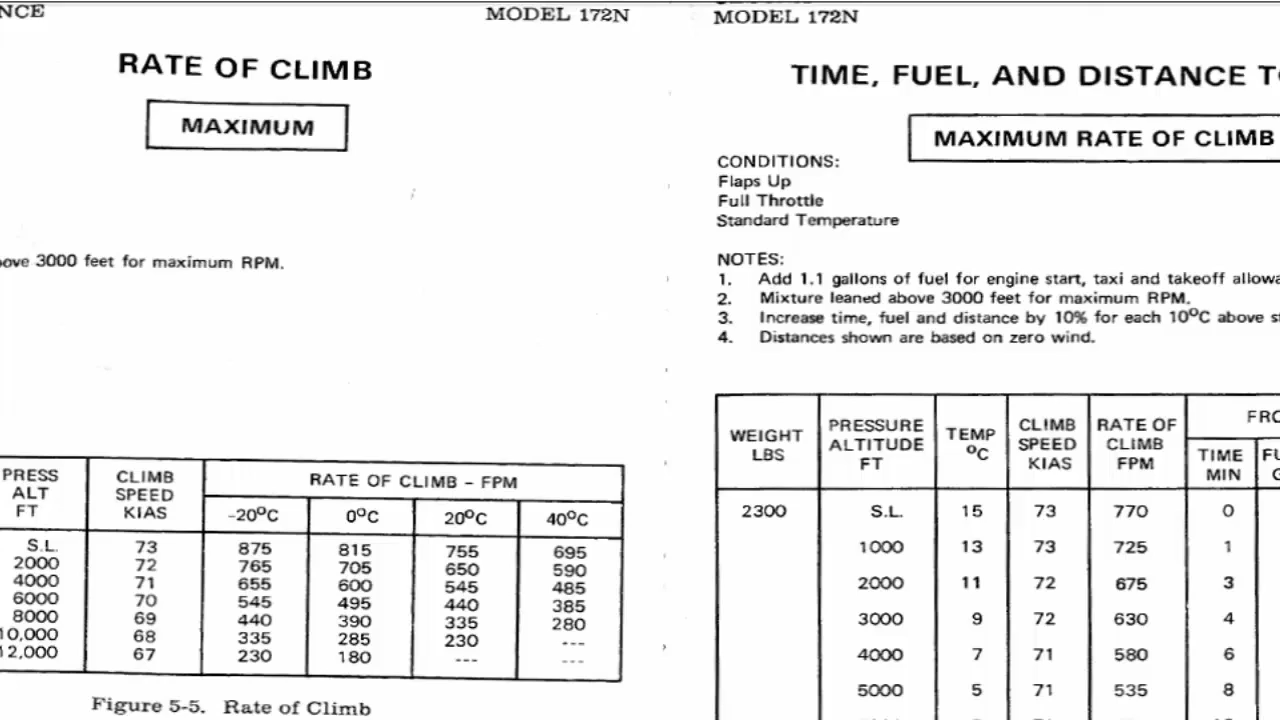 NCE MODEL 172N
RATE OF CLIMB
MAXIMUM
ove 3000 feet for maximum RPM.
PRESS ALT FT CLIMB SPEED KIAS RATE OF CLIMB - FPM
-20°C 0°C 20°C 40°C
S.L. 73 875 815 755 695
2000 72 765 705 650 590
4000 71 655 600 545 485
6000 70 545 495 440 385
8000 69 440 390 335 280
10,000 68 335 285 230 ---
12,000 67 230 180 --- ---
Figure 5-5. Rate of Climb
MODEL 172N
TIME, FUEL, AND DISTANCE T
MAXIMUM RATE OF CLIMB
CONDITIONS:
Flaps Up
Full Throttle
Standard Temperature
NOTES:
1. Add 1.1 gallons of fuel for engine start, taxi and takeoff allowa
2. Mixture leaned above 3000 feet for maximum RPM.
3. Increase time, fuel and distance by 10% for each 10°C above st
4. Distances shown are based on zero wind.
WEIGHT LBS PRESSURE ALTITUDE FT TEMP °C CLIMB SPEED KIAS RATE OF CLIMB FPM FRO
TIME MIN FU G
2300 S.L. 15 73 770 0
1000 13 73 725 1
2000 11 72 675 3
3000 9 72 630 4
4000 7 71 580 6
5000 5 71 535 8